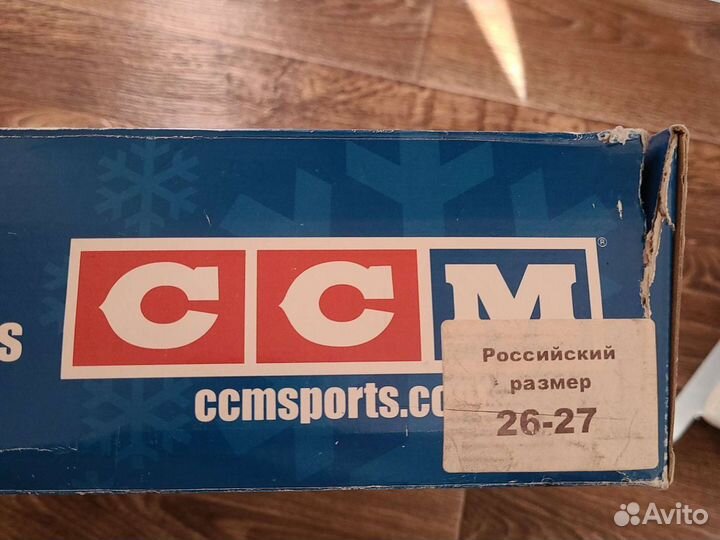 CCM®
s
ccmsports.co
Российский
размер
26-27
Avito